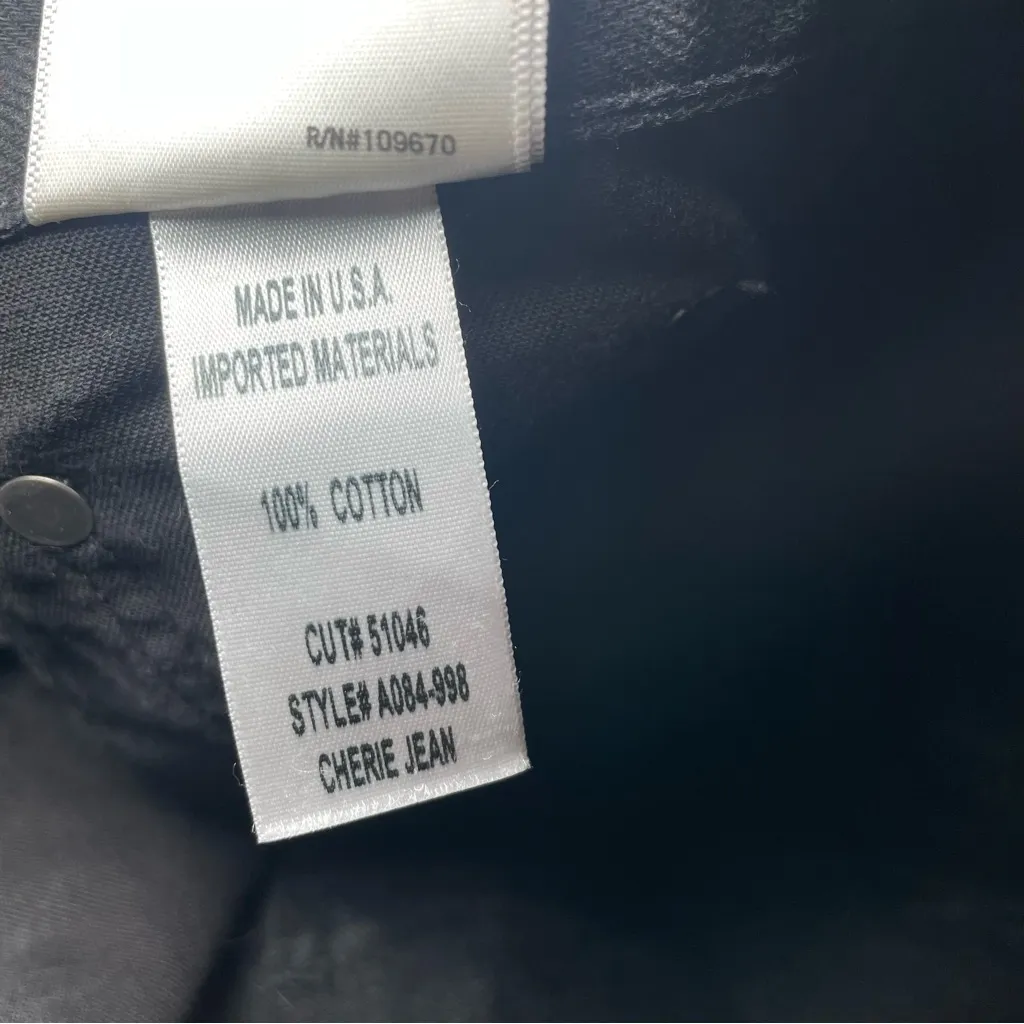 R/N#109670
MADE IN U.S.A.
IMPORTED MATERIALS
100% COTTON
CUT# 51046
STYLE# A084-998
CHERIE JEAN